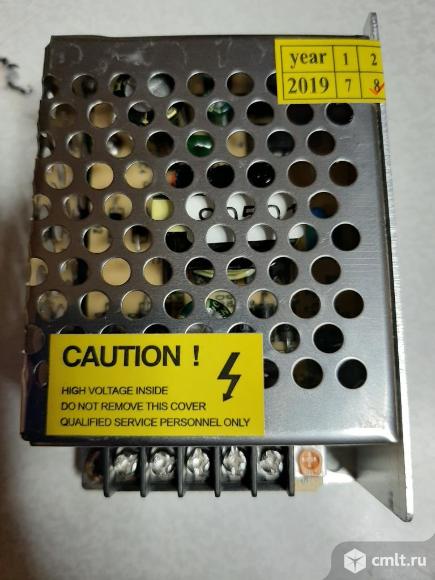 year 1 2
2019 7 8
CAUTION !
HIGH VOLTAGE INSIDE
DO NOT REMOVE THIS COVER
QUALIFIED SERVICE PERSONNEL ONLY
cmlt.ru